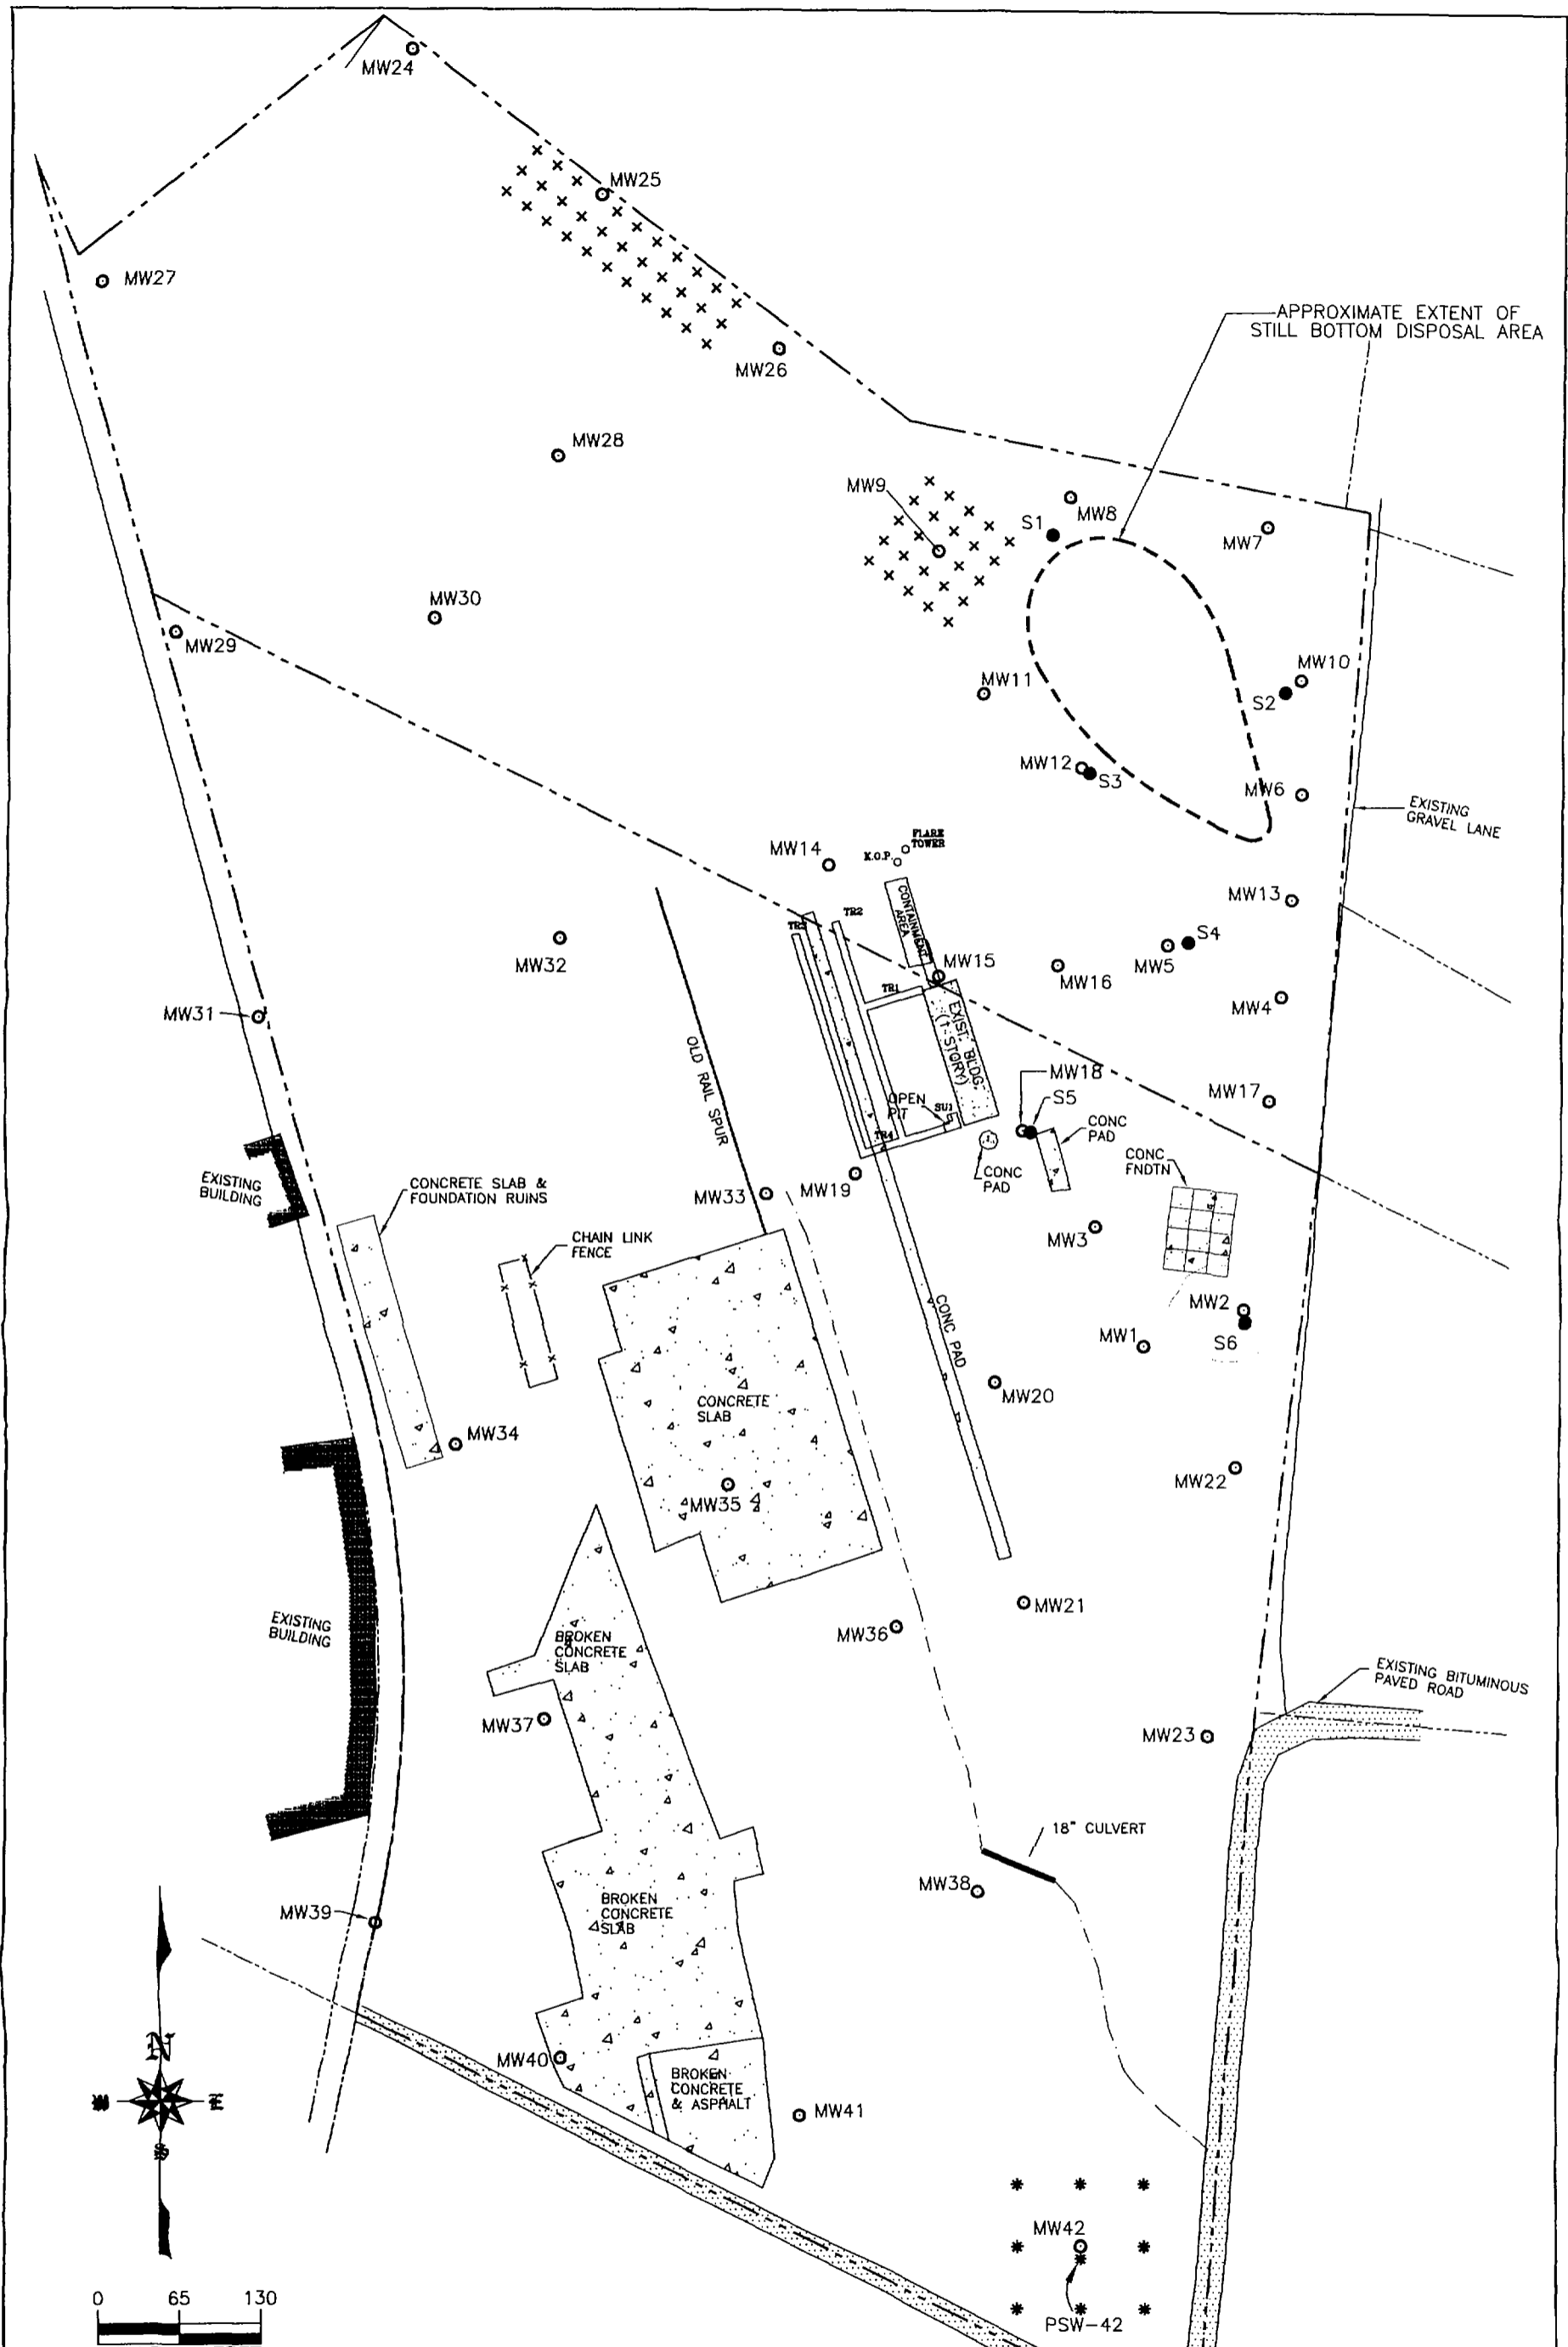 MW24
MW25
MW27
APPROXIMATE EXTENT OF
STILL BOTTOM DISPOSAL AREA
MW26
MW28
MW9
MW8
S1
MW7
MW30
MW29
MW10
MW11
S2
MW12
S3
MW6
EXISTING
GRAVEL LANE
FLARE
TOWER
MW14
K.O.P.
CONTAINMENT
AREA
MW13
TR2
TR3
S4
MW32
MW15
MW16
MW5
TR1
MW31
MW4
EXIST. BLDG.
(1-STORY)
OLD RAIL SPUR
MW18
S5
MW17
OPEN
PIT
SU1
TR4
CONC
PAD
CONC
FNDTN
CONC
PAD
EXISTING
BUILDING
CONCRETE SLAB &
FOUNDATION RUINS
MW33
MW19
CHAIN LINK
FENCE
MW3
MW2
CONC PAD
MW1
S6
MW20
CONCRETE
SLAB
MW34
MW22
MW35
EXISTING
BUILDING
MW21
MW36
BROKEN
CONCRETE
SLAB
EXISTING BITUMINOUS
PAVED ROAD
MW37
MW23
18" CULVERT
MW38
BROKEN
CONCRETE
SLAB
MW39
N
W
E
S
MW40
BROKEN
CONCRETE
& ASPHALT
MW41
MW42
PSW-42
0 65 130